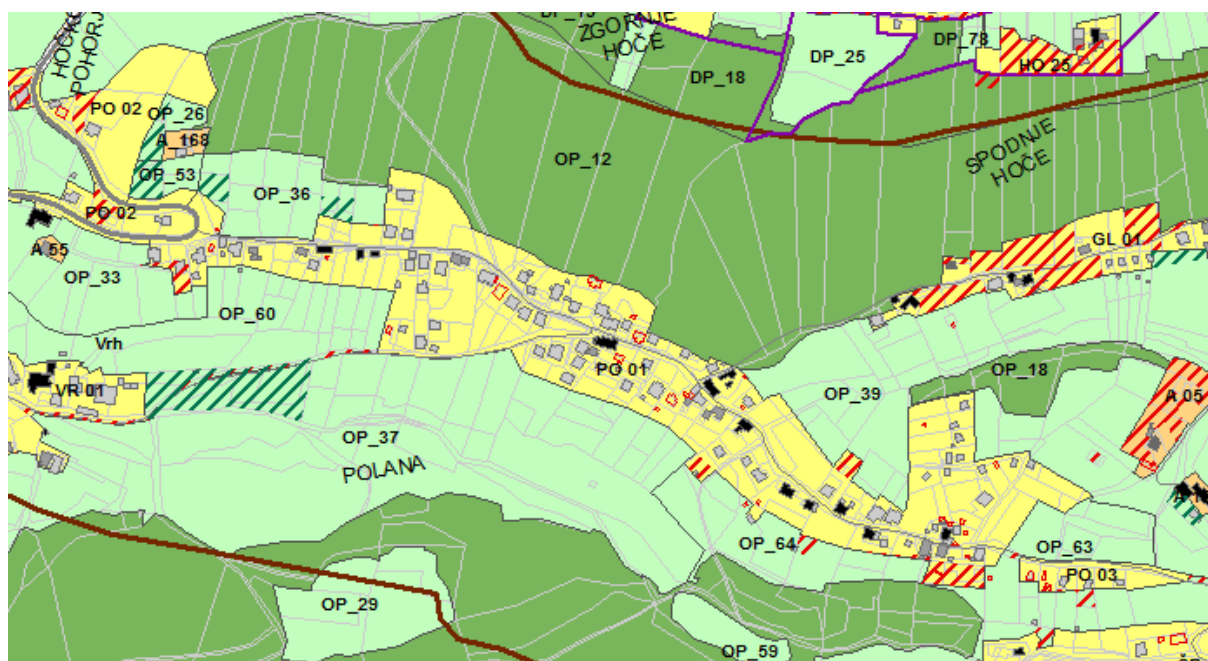 DP_15
ZGORNJE
HOČE
DP_18
DP_25
DP_78
HO 25
POHORJE
PO 02
OP_26
A_168
OP_53
OP_36
OP_12
SPODNJE
HOČE
PO 02
A 55
OP_33
GL 01
OP_60
Vrh
VR 01
PO 01
OP_39
OP_18
A 05
OP_37
POLANA
OP_64
OP_63
PO 03
OP_29
OP_59